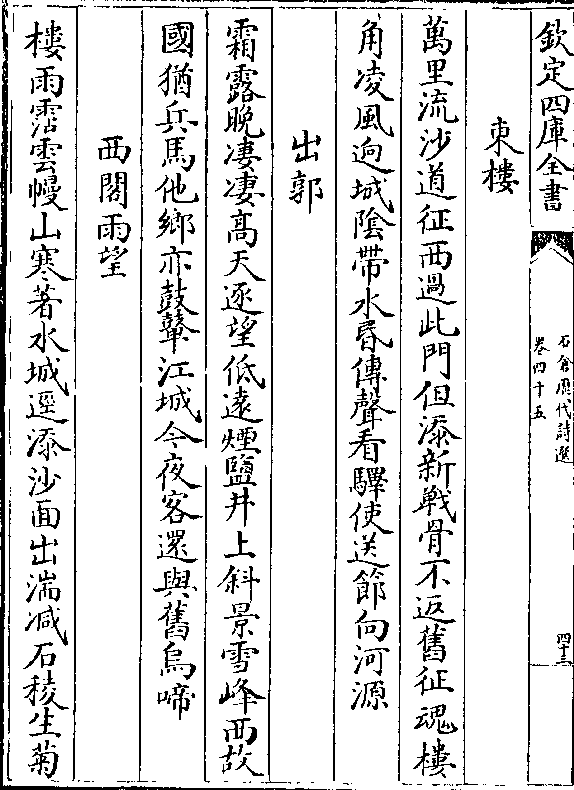 欽定四庫全書
石倉歷代詩選
卷四十五
四十三
東樓
萬里流沙道征西過此門但添新戰骨不返舊征魂樓
角凌風逈城陰帶水昏傳聲看驛使送節向河源
出郭
霜露晚凄凄高天逐望低遠煙鹽井上斜景雪峰西故
國猶兵馬他鄉亦鼓鼙江城今夜客還與舊烏啼
西閣雨望
樓雨霑雲幔山寒著水城逕添沙面出湍减石稜生菊